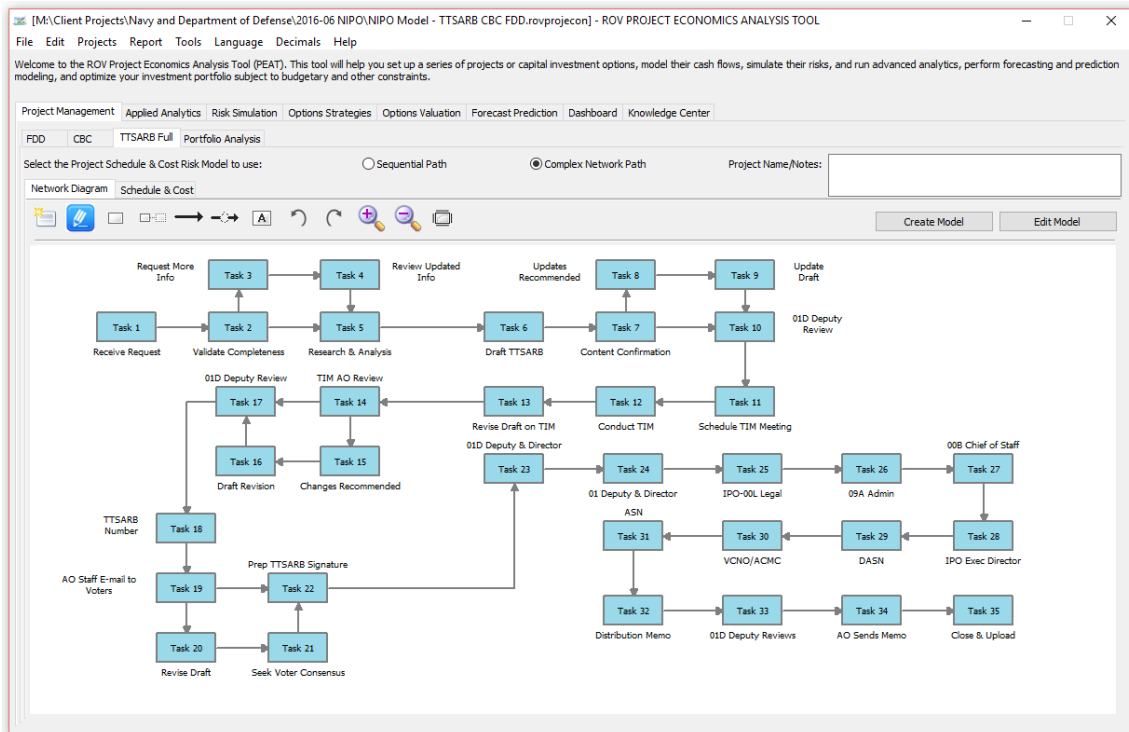 [M:\Client Projects\Navy and Department of Defense\2016-06 NIPO\NIPO Model - TTSARB CBC FDD.rovprojecon] - ROV PROJECT ECONOMICS ANALYSIS TOOL
File Edit Projects Report Tools Language Decimals Help
Welcome to the ROV Project Economics Analysis Tool (PEAT). This tool will help you set up a series of projects or capital investment options, model their cash flows, simulate their risks, and run advanced analytics, perform forecasting and prediction
modeling, and optimize your investment portfolio subject to budgetary and other constraints.
Project Management Applied Analytics Risk Simulation Options Strategies Options Valuation Forecast Prediction Dashboard Knowledge Center
FDD CBC TTSARB Full Portfolio Analysis
Select the Project Schedule & Cost Risk Model to use: Sequential Path Complex Network Path Project Name/Notes:
Network Diagram Schedule & Cost
A Create Model Edit Model
Request More
Info
Task 3
Task 4
Review Updated
Info
Updates
Recommended
Task 8
Task 9
Update
Draft
Task 1
Task 2
Task 5
Task 6
Task 7
Task 10
01D Deputy
Review
Receive Request
Validate Completeness
Research & Analysis
Draft TTSARB
Content Confirmation
01D Deputy Review
TIM AO Review
Task 17
Task 14
Task 13
Task 12
Task 11
Revise Draft on TIM
Conduct TIM
Schedule TIM Meeting
Task 16
Task 15
Draft Revision
Changes Recommended
01D Deputy & Director
00B Chief of Staff
Task 23
Task 24
Task 25
Task 26
Task 27
01 Deputy & Director
IPO-00L Legal
09A Admin
TTSARB
Number
Task 18
ASN
Task 31
Task 30
Task 29
Task 28
VCNO/ACMC
DASN
IPO Exec Director
Prep TTSARB Signature
AO Staff E-mail to
Voters
Task 19
Task 22
Task 32
Task 33
Task 34
Task 35
Distribution Memo
01D Deputy Reviews
AO Sends Memo
Close & Upload
Task 20
Task 21
Revise Draft
Seek Voter Consensus